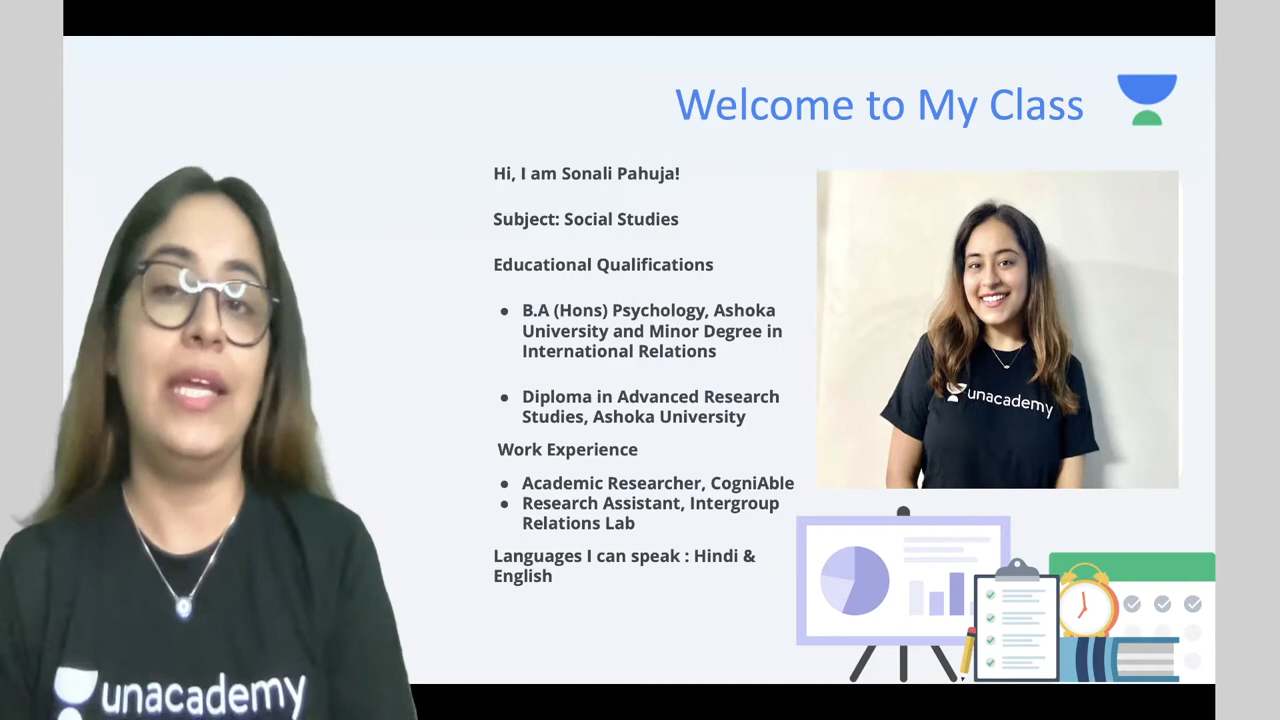 Welcome to My Class
Hi, I am Sonali Pahuja!
Subject: Social Studies
Educational Qualifications
● B.A (Hons) Psychology, Ashoka
University and Minor Degree in
International Relations
● Diploma in Advanced Research
Studies, Ashoka University
Work Experience
● Academic Researcher, CogniAble
● Research Assistant, Intergroup
Relations Lab
Languages I can speak : Hindi &
English
unacademy
unacademy